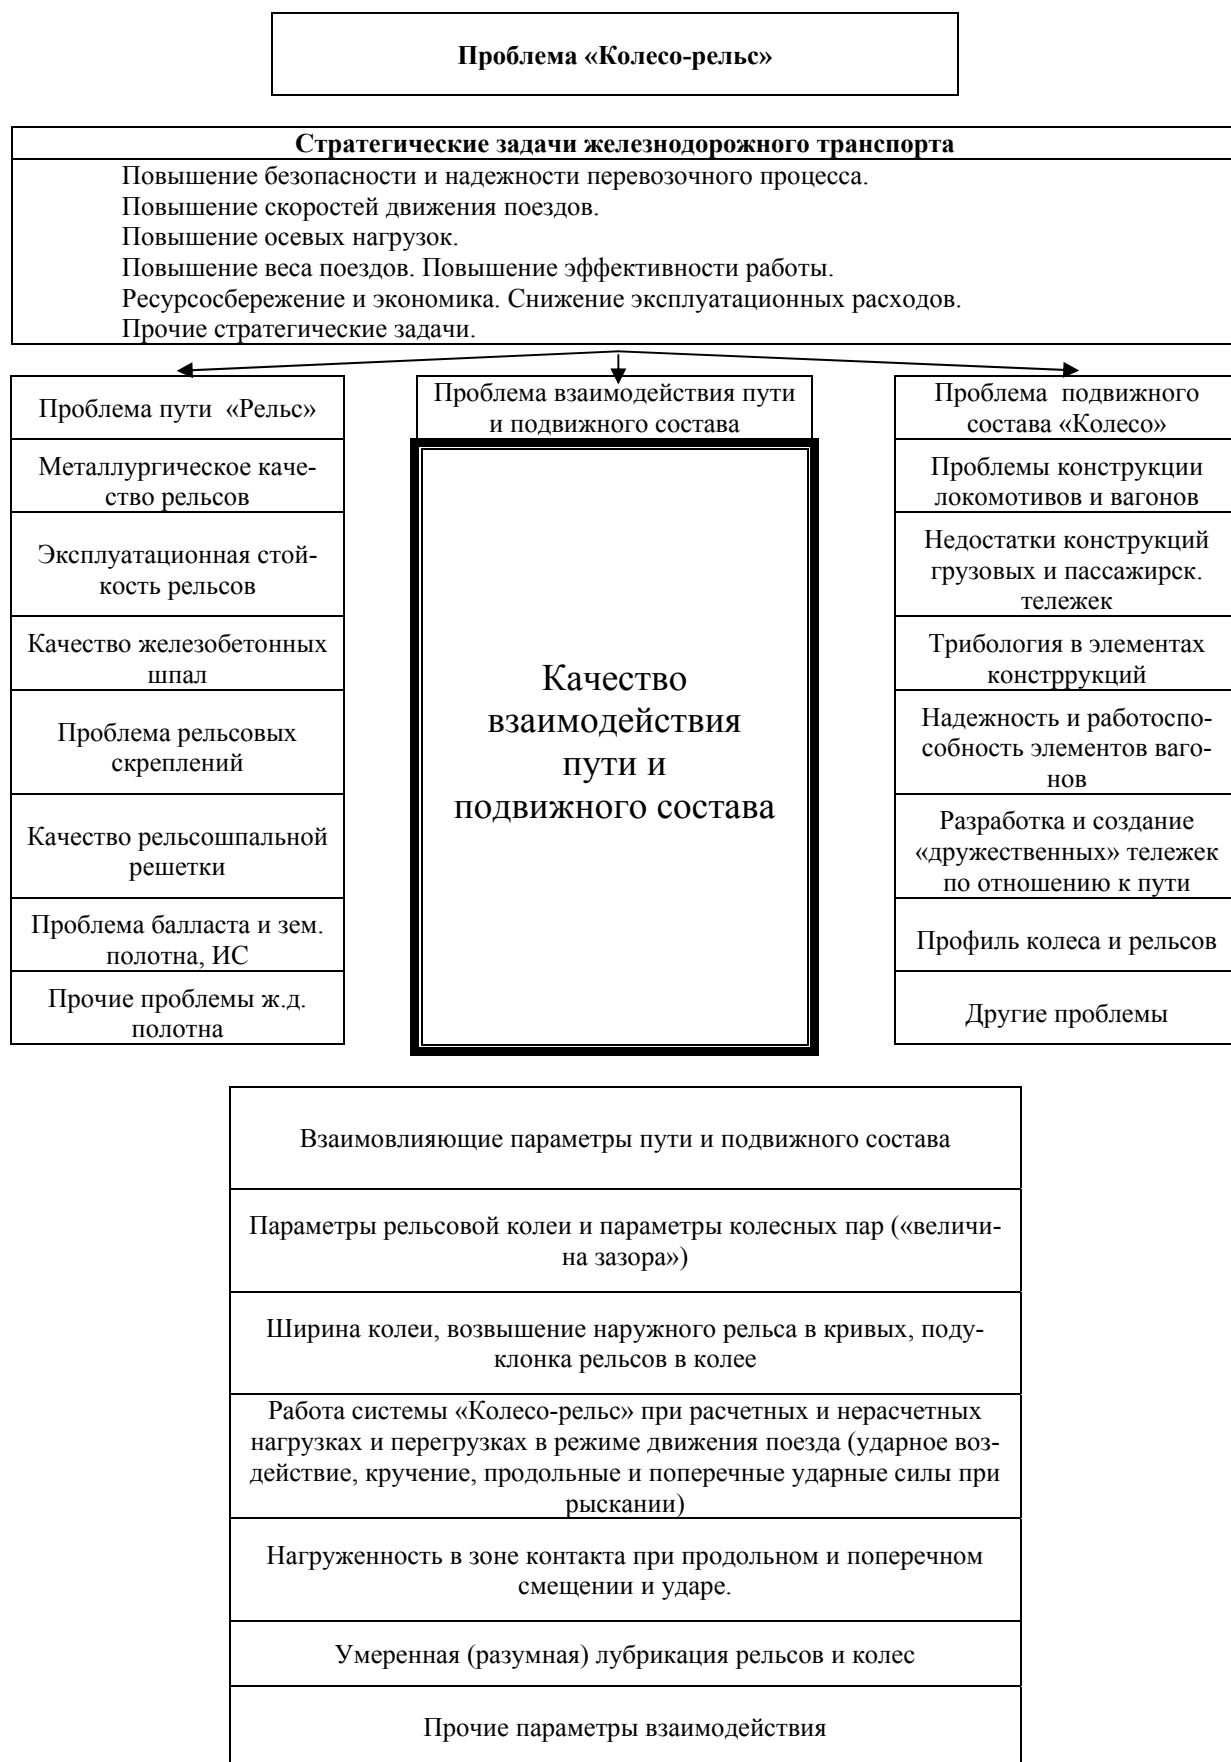 Проблема «Колесо-рельс»
Стратегические задачи железнодорожного транспорта
Повышение безопасности и надежности перевозочного процесса.
Повышение скоростей движения поездов.
Повышение осевых нагрузок.
Повышение веса поездов. Повышение эффективности работы.
Ресурсосбережение и экономика. Снижение эксплуатационных расходов.
Прочие стратегические задачи.
Проблема пути «Рельс»
Металлургическое каче-
ство рельсов
Эксплуатационная стой-
кость рельсов
Качество железобетонных
шпал
Проблема рельсовых
скреплений
Качество рельсошпальной
решетки
Проблема балласта и зем.
полотна, ИС
Прочие проблемы ж.д.
полотна
Проблема взаимодействия пути
и подвижного состава
Качество
взаимодействия
пути и
подвижного состава
Проблема подвижного
состава «Колесо»
Проблемы конструкции
локомотивов и вагонов
Недостатки конструкций
грузовых и пассажирск.
тележек
Трибология в элементах
констррукций
Надежность и работоспо-
собность элементов ваго-
нов
Разработка и создание
«дружественных» тележек
по отношению к пути
Профиль колеса и рельсов
Другие проблемы
Взаимовлияющие параметры пути и подвижного состава
Параметры рельсовой колеи и параметры колесных пар («величи-
на зазора»)
Ширина колеи, возвышение наружного рельса в кривых, поду-
клонка рельсов в колее
Работа системы «Колесо-рельс» при расчетных и нерасчетных
нагрузках и перегрузках в режиме движения поезда (ударное воз-
действие, кручение, продольные и поперечные ударные силы при
рыскании)
Нагруженность в зоне контакта при продольном и поперечном
смещении и ударе.
Умеренная (разумная) лубрикация рельсов и колес
Прочие параметры взаимодействия